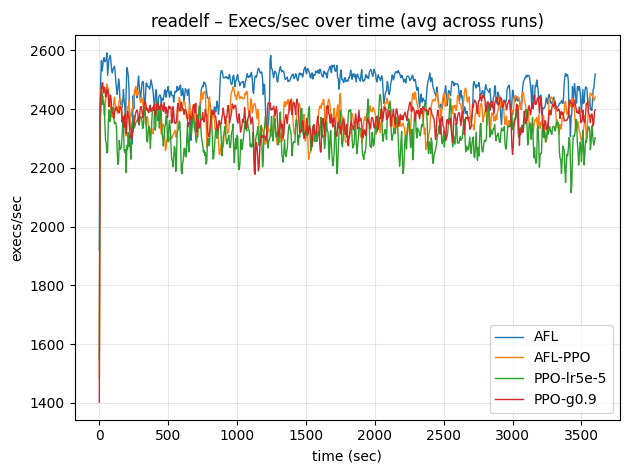 readelf – Execs/sec over time (avg across runs)
execs/sec
2600
2400
2200
2000
1800
1600
1400
0
500
1000
1500
2000
2500
3000
3500
time (sec)
AFL
AFL-PPO
PPO-lr5e-5
PPO-g0.9